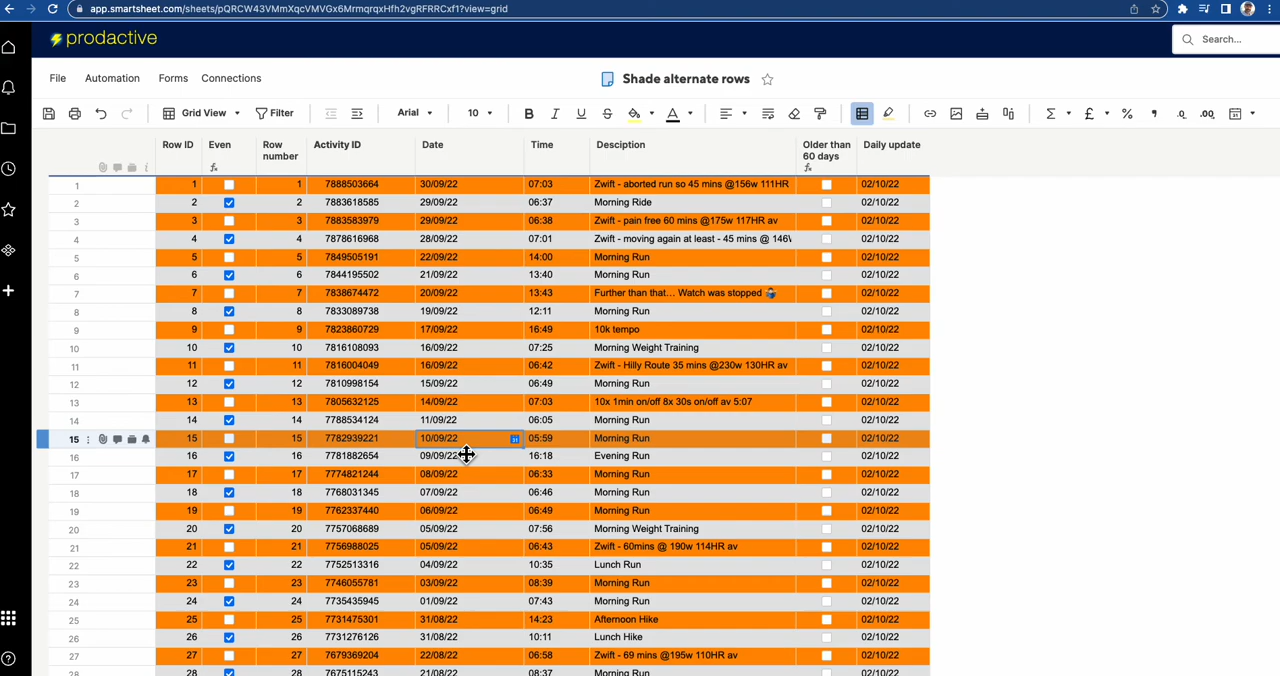 app.smartsheet.com/sheets/pQRCW43VMmXqcVMVGx6MrmqrqxHfh2vgRFRRCxf1?view=grid
prodactive
Search...
File Automation Forms Connections
Shade alternate rows
Grid View Filter Arial 10 B I U S A Σ £ % .0 .00
Row ID Even Row number Activity ID Date Time Desciption Older than 60 days Daily update
fx fx
1 1 1 7888503664 30/09/22 07:03 Zwift - aborted run so 45 mins @156w 111HR 02/10/22
2 2 2 7883618585 29/09/22 06:37 Morning Ride 02/10/22
3 3 3 7883583979 29/09/22 06:38 Zwift - pain free 60 mins @175w 117HR av 02/10/22
4 4 4 7878616968 28/09/22 07:01 Zwift - moving again at least - 45 mins @ 146\ 02/10/22
5 5 5 7849505191 22/09/22 14:00 Morning Run 02/10/22
6 6 6 7844195502 21/09/22 13:40 Morning Run 02/10/22
7 7 7 7838674472 20/09/22 13:43 Further than that... Watch was stopped 02/10/22
8 8 8 7833089738 19/09/22 12:11 Morning Run 02/10/22
9 9 9 7823860729 17/09/22 16:49 10k tempo 02/10/22
10 10 10 7816108093 16/09/22 07:25 Morning Weight Training 02/10/22
11 11 11 7816004049 16/09/22 06:42 Zwift - Hilly Route 35 mins @230w 130HR av 02/10/22
12 12 12 7810998154 15/09/22 06:49 Morning Run 02/10/22
13 13 13 7805632125 14/09/22 07:03 10x 1min on/off 8x 30s on/off av 5:07 02/10/22
14 14 14 7788534124 11/09/22 06:05 Morning Run 02/10/22
15 15 15 7782939221 10/09/22 31 05:59 Morning Run 02/10/22
16 16 16 7781882654 09/09/22 16:18 Evening Run 02/10/22
17 17 17 7774821244 08/09/22 06:33 Morning Run 02/10/22
18 18 18 7768031345 07/09/22 06:46 Morning Run 02/10/22
19 19 19 7762337440 06/09/22 06:49 Morning Run 02/10/22
20 20 20 7757068689 05/09/22 07:56 Morning Weight Training 02/10/22
21 21 21 7756988025 05/09/22 06:43 Zwift - 60mins @ 190w 114HR av 02/10/22
22 22 22 7752513316 04/09/22 10:35 Lunch Run 02/10/22
23 23 23 7746055781 03/09/22 08:39 Morning Run 02/10/22
24 24 24 7735435945 01/09/22 07:43 Morning Run 02/10/22
25 25 25 7731475301 31/08/22 14:23 Afternoon Hike 02/10/22
26 26 26 7731276126 31/08/22 10:11 Lunch Hike 02/10/22
27 27 27 7679369204 22/08/22 06:58 Zwift - 69 mins @195w 110HR av 02/10/22
28 28 28 7675115243 21/08/22 08:37 Morning Run 02/10/22